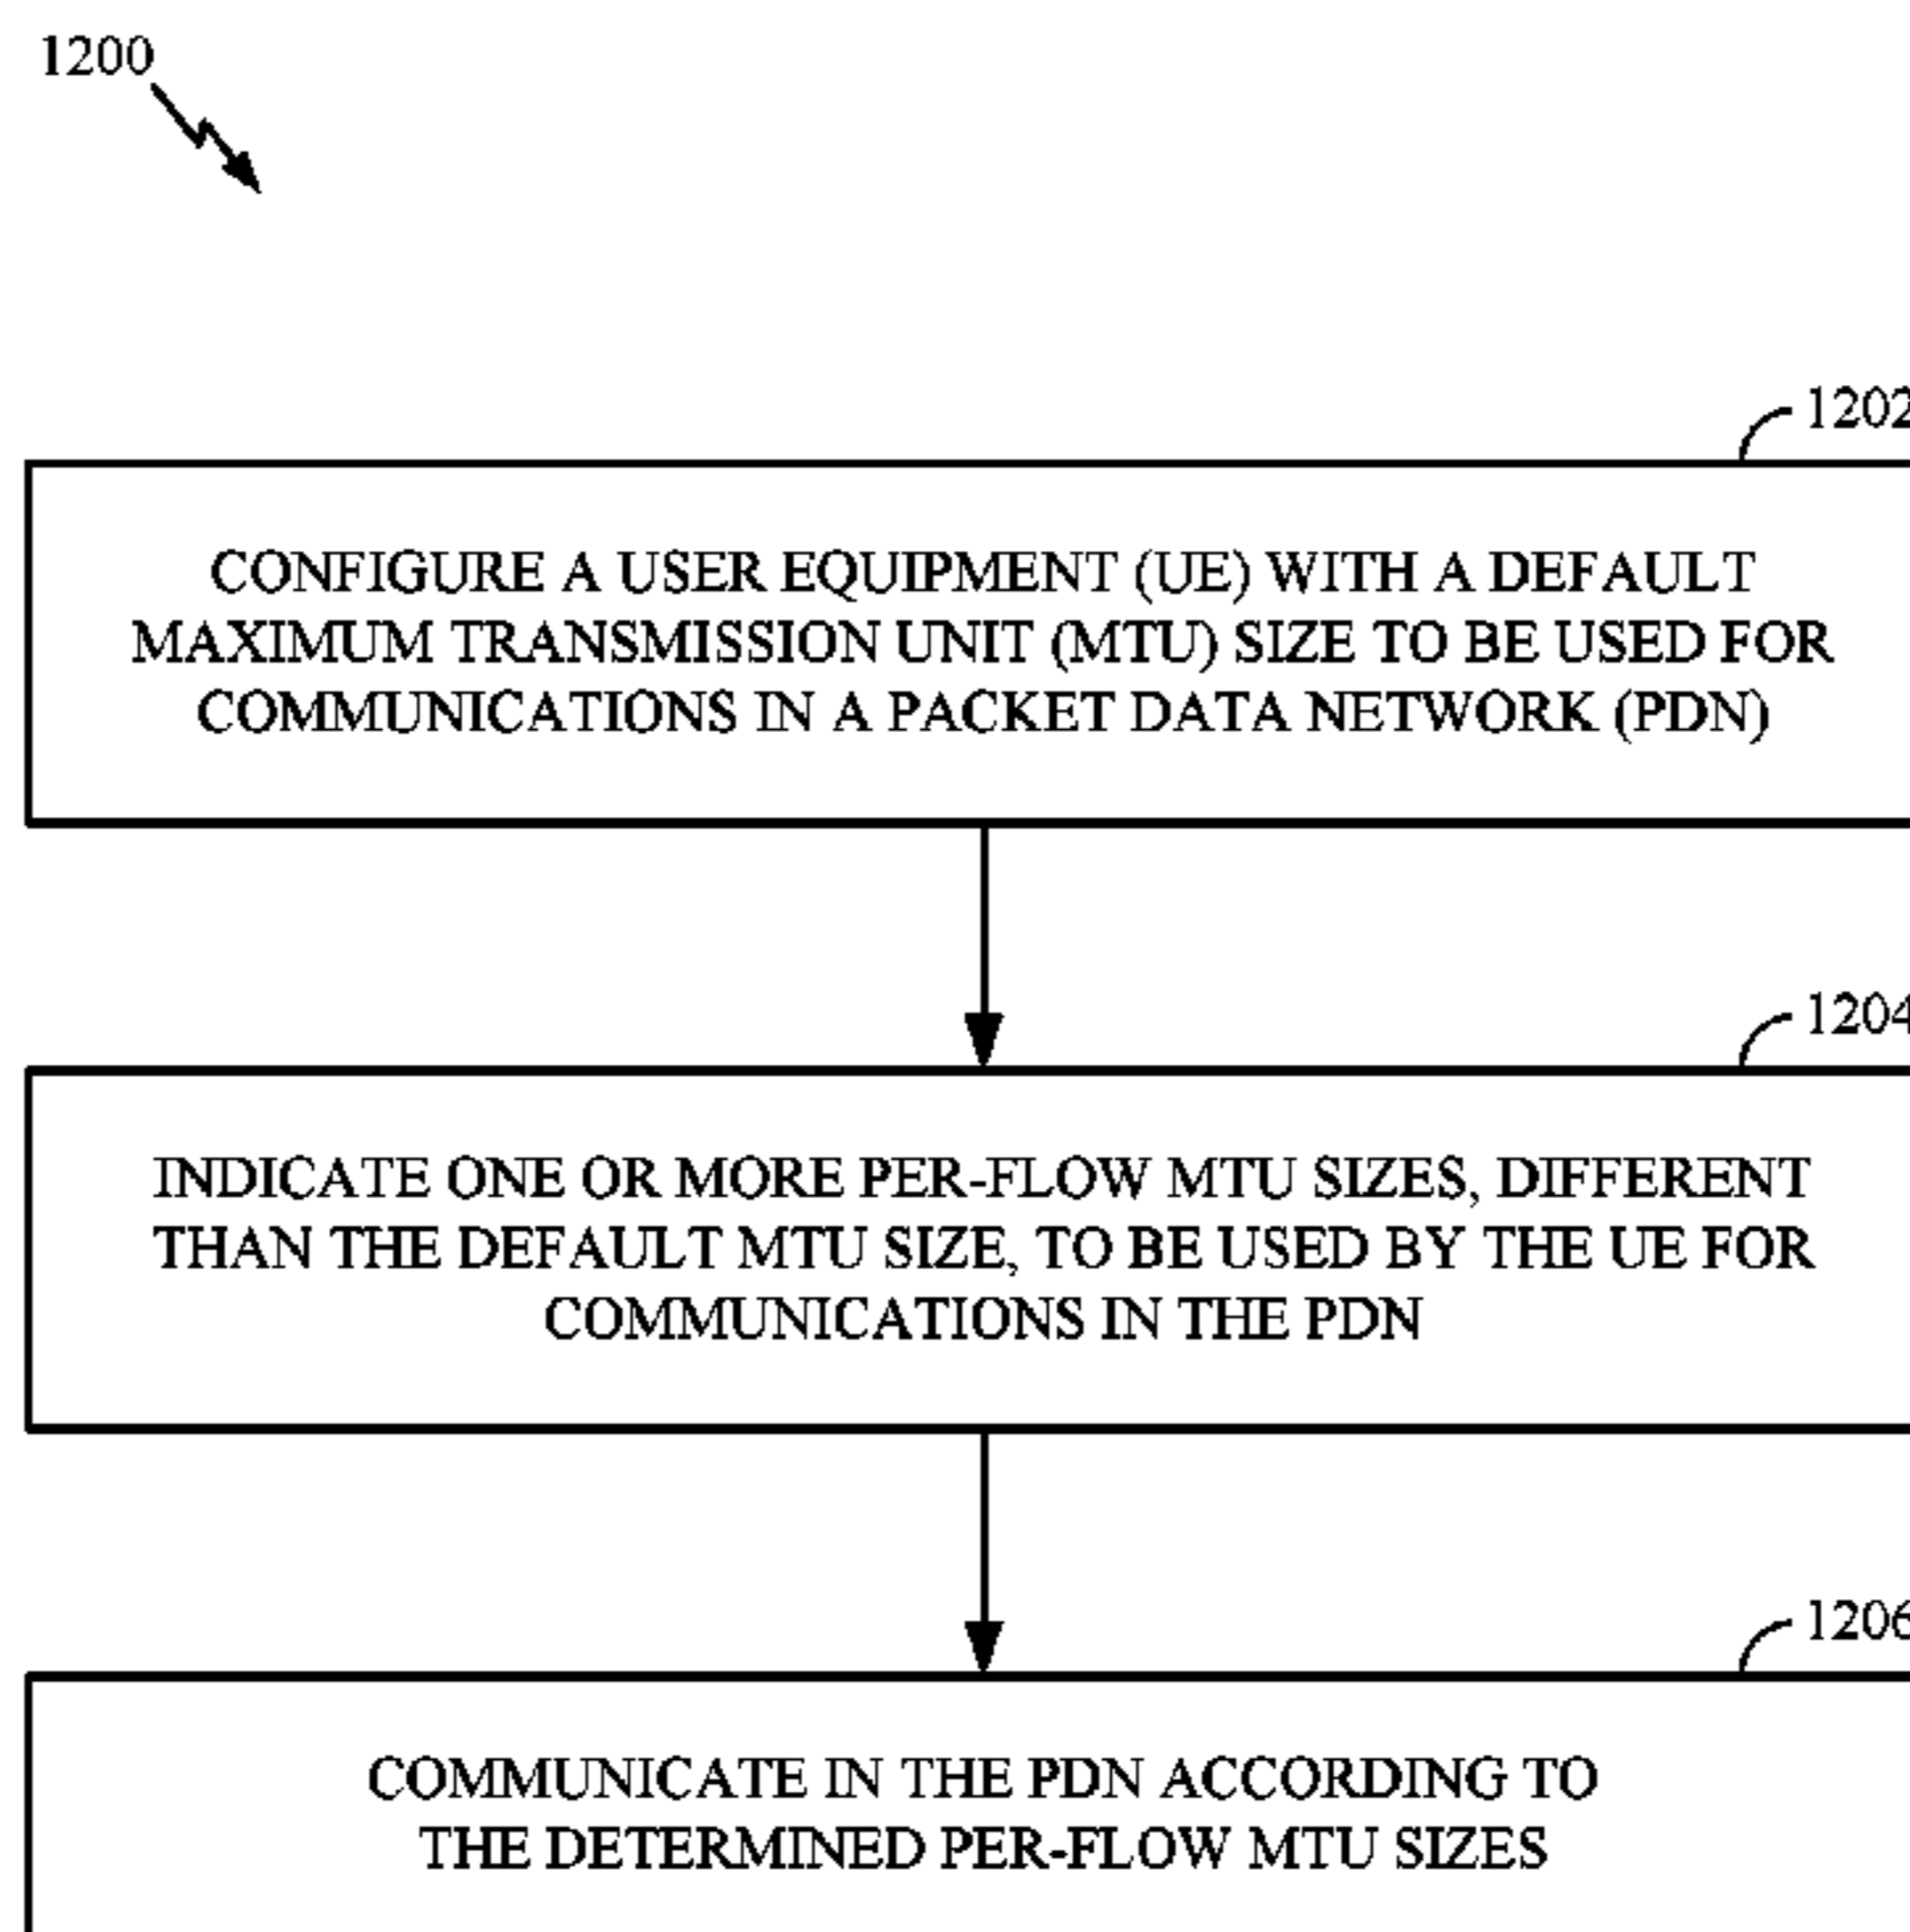 1200
1202
CONFIGURE A USER EQUIPMENT (UE) WITH A DEFAULT
MAXIMUM TRANSMISSION UNIT (MTU) SIZE TO BE USED FOR
COMMUNICATIONS IN A PACKET DATA NETWORK (PDN)
1204
INDICATE ONE OR MORE PER-FLOW MTU SIZES, DIFFERENT
THAN THE DEFAULT MTU SIZE, TO BE USED BY THE UE FOR
COMMUNICATIONS IN THE PDN
1206
COMMUNICATE IN THE PDN ACCORDING TO
THE DETERMINED PER-FLOW MTU SIZES